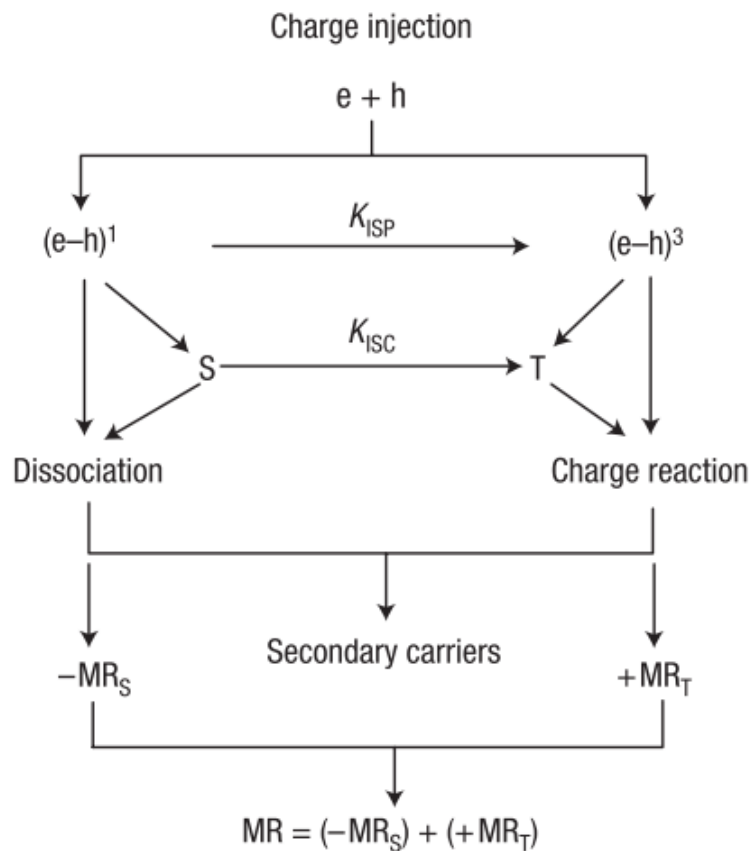 Charge injection
e + h
(e–h)¹ K_ISP (e–h)³
S K_ISC T
Dissociation Charge reaction
Secondary carriers
–MR_S +MR_T
MR = (–MR_S) + (+MR_T)